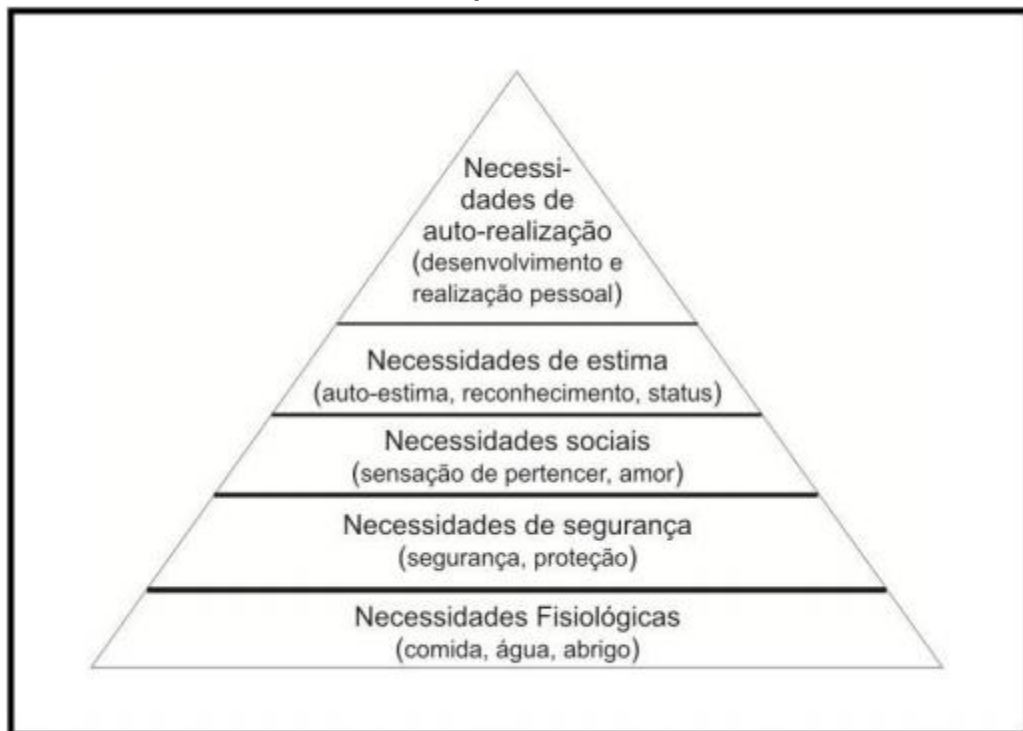 Necessi-
dades de
auto-realização
(desenvolvimento e
realização pessoal)
Necessidades de estima
(auto-estima, reconhecimento, status)
Necessidades sociais
(sensação de pertencer, amor)
Necessidades de segurança
(segurança, proteção)
Necessidades Fisiológicas
(comida, água, abrigo)